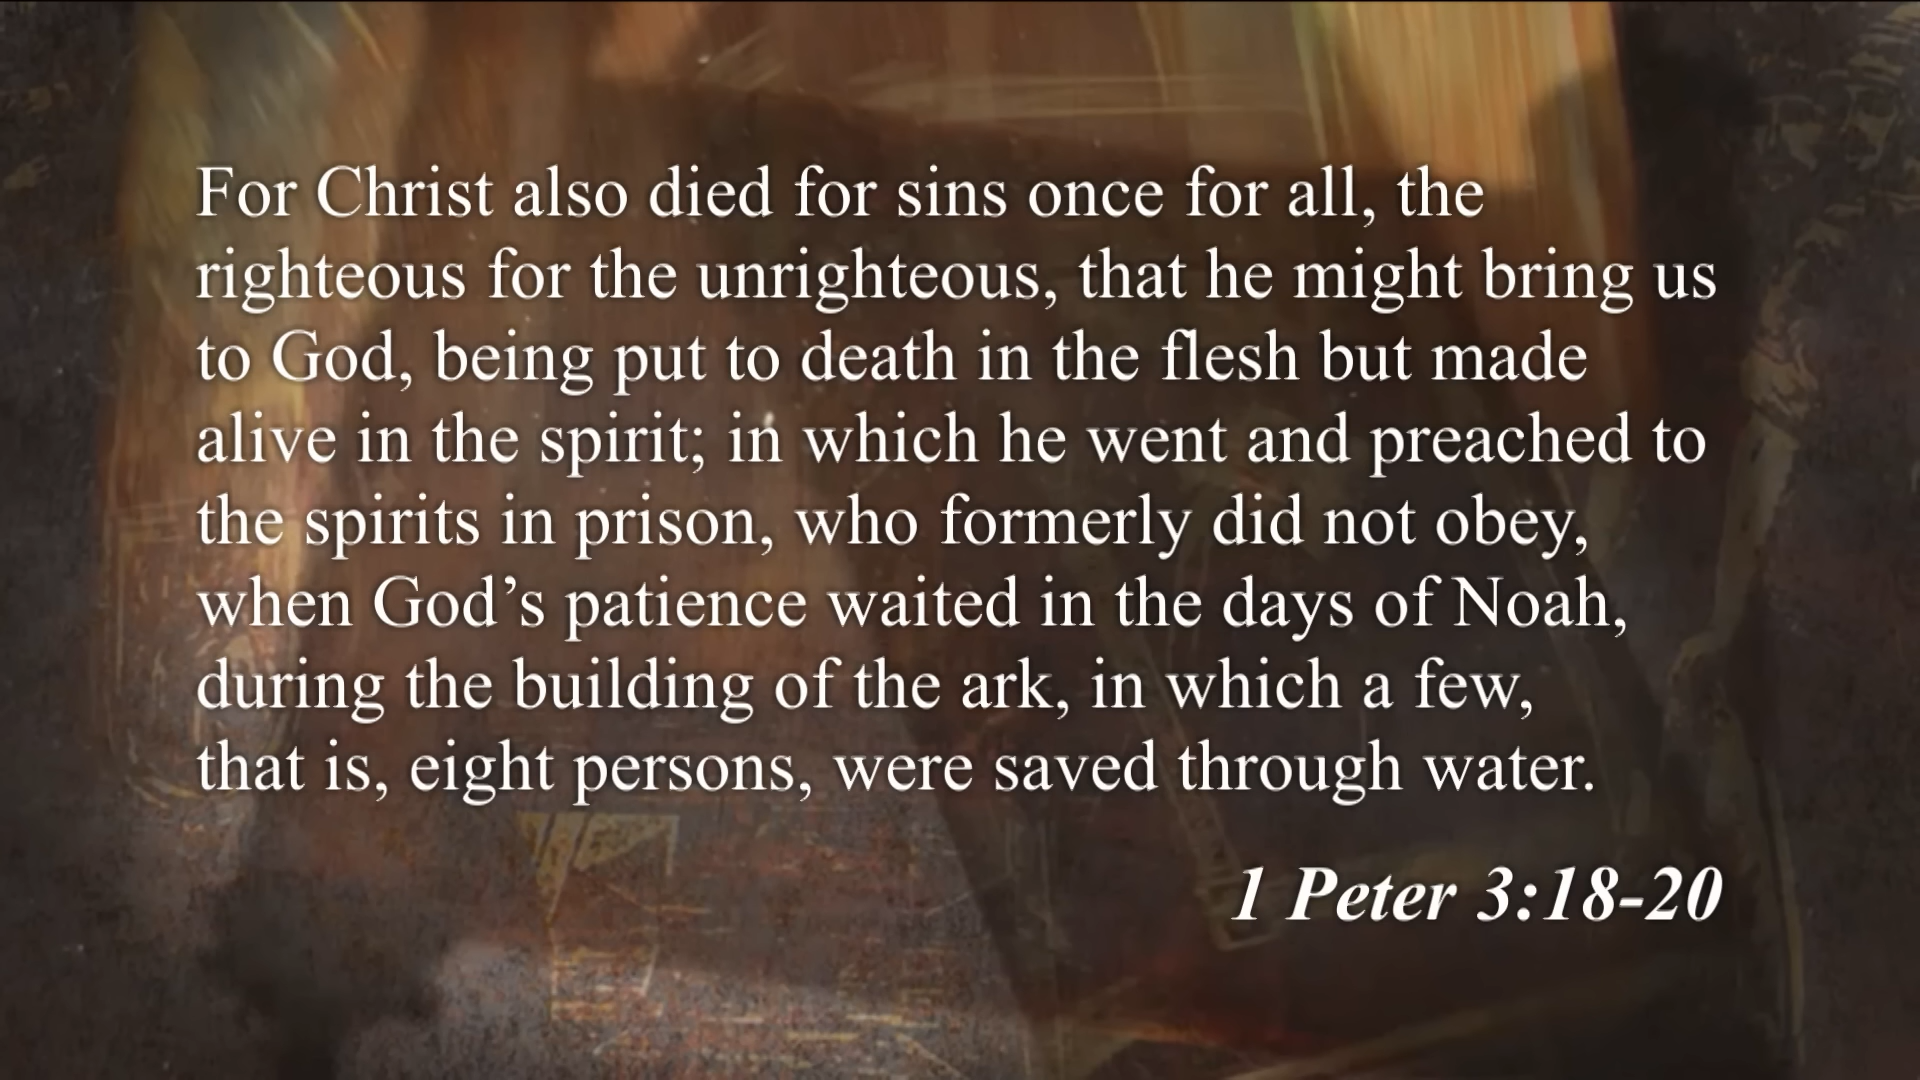 For Christ also died for sins once for all, the
righteous for the unrighteous, that he might bring us
to God, being put to death in the flesh but made
alive in the spirit; in which he went and preached to
the spirits in prison, who formerly did not obey,
when God’s patience waited in the days of Noah,
during the building of the ark, in which a few,
that is, eight persons, were saved through water.
1 Peter 3:18-20